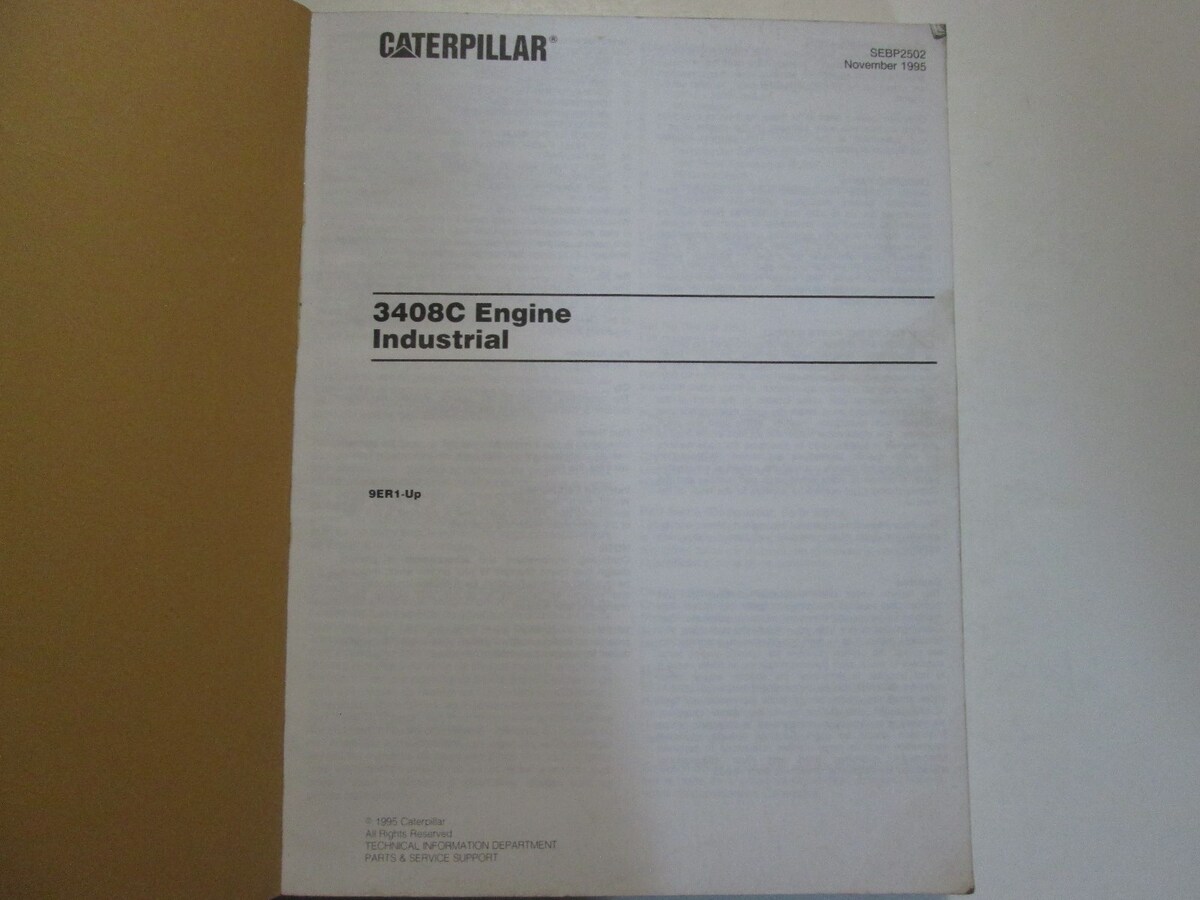 CATERPILLAR®
SEBP2502
November 1995
3408C Engine
Industrial
9ER1-Up
© 1995 Caterpillar
All Rights Reserved
TECHNICAL INFORMATION DEPARTMENT
PARTS & SERVICE SUPPORT